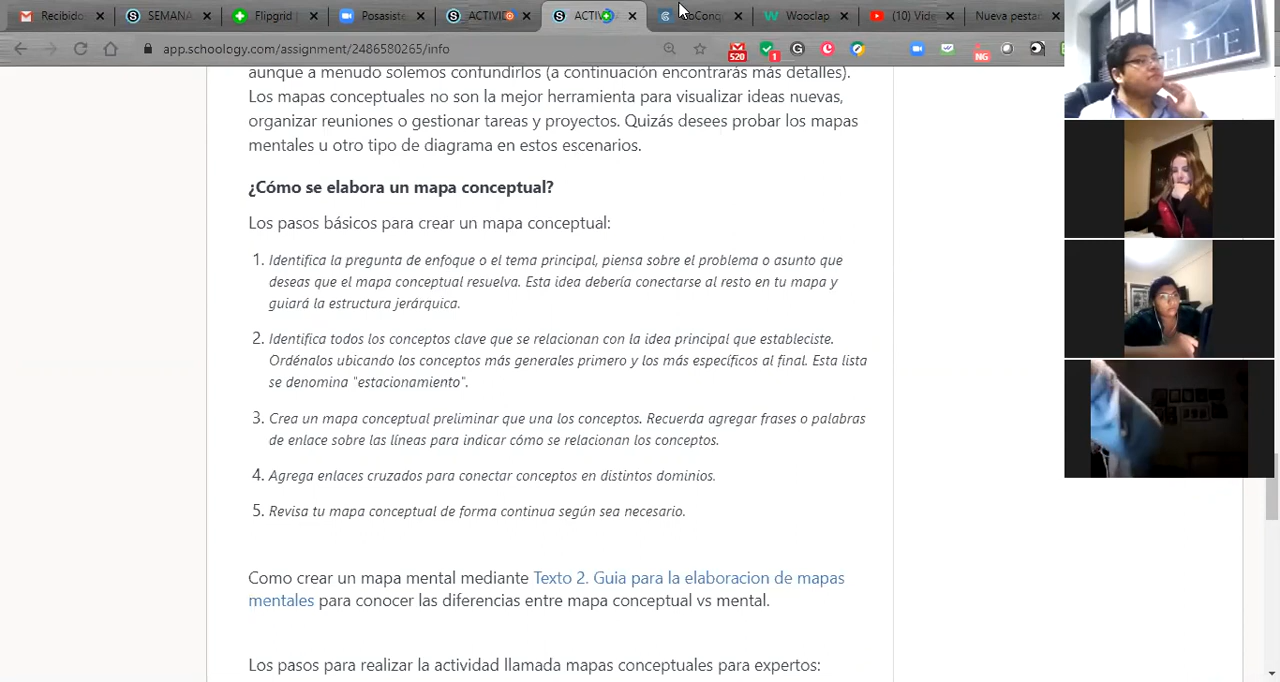 Recibido
SEMANA
Flipgrid
Posasiste
ACTIVID
ACTIV
oConq
Wooclap
(10) Vide
Nueva pesta
app.schoology.com/assignment/2486580265/info
520
1
G
NG
ELITE
aunque a menudo solemos confundirlos (a continuación encontrarás más detalles).
Los mapas conceptuales no son la mejor herramienta para visualizar ideas nuevas,
organizar reuniones o gestionar tareas y proyectos. Quizás desees probar los mapas
mentales u otro tipo de diagrama en estos escenarios.
¿Cómo se elabora un mapa conceptual?
Los pasos básicos para crear un mapa conceptual:
1. Identifica la pregunta de enfoque o el tema principal, piensa sobre el problema o asunto que
deseas que el mapa conceptual resuelva. Esta idea debería conectarse al resto en tu mapa y
guiará la estructura jerárquica.
2. Identifica todos los conceptos clave que se relacionan con la idea principal que estableciste.
Ordénalos ubicando los conceptos más generales primero y los más específicos al final. Esta lista
se denomina "estacionamiento".
3. Crea un mapa conceptual preliminar que una los conceptos. Recuerda agregar frases o palabras
de enlace sobre las líneas para indicar cómo se relacionan los conceptos.
4. Agrega enlaces cruzados para conectar conceptos en distintos dominios.
5. Revisa tu mapa conceptual de forma continua según sea necesario.
Como crear un mapa mental mediante Texto 2. Guia para la elaboracion de mapas
mentales para conocer las diferencias entre mapa conceptual vs mental.
Los pasos para realizar la actividad llamada mapas conceptuales para expertos: